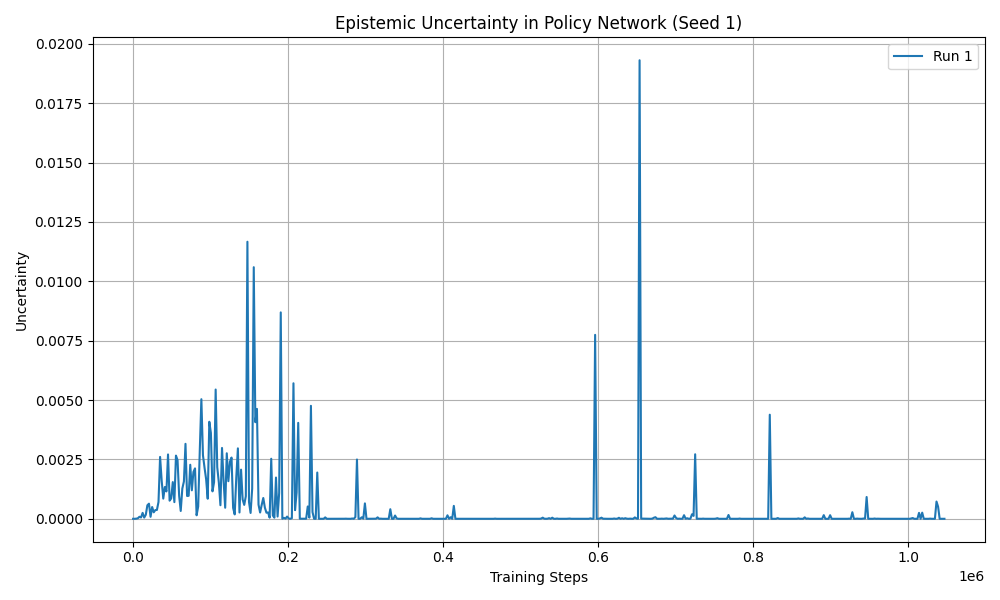 Epistemic Uncertainty in Policy Network (Seed 1)
Run 1
Uncertainty
0.0200
0.0175
0.0150
0.0125
0.0100
0.0075
0.0050
0.0025
0.0000
0.0 0.2 0.4 0.6 0.8 1.0
1e6
Training Steps